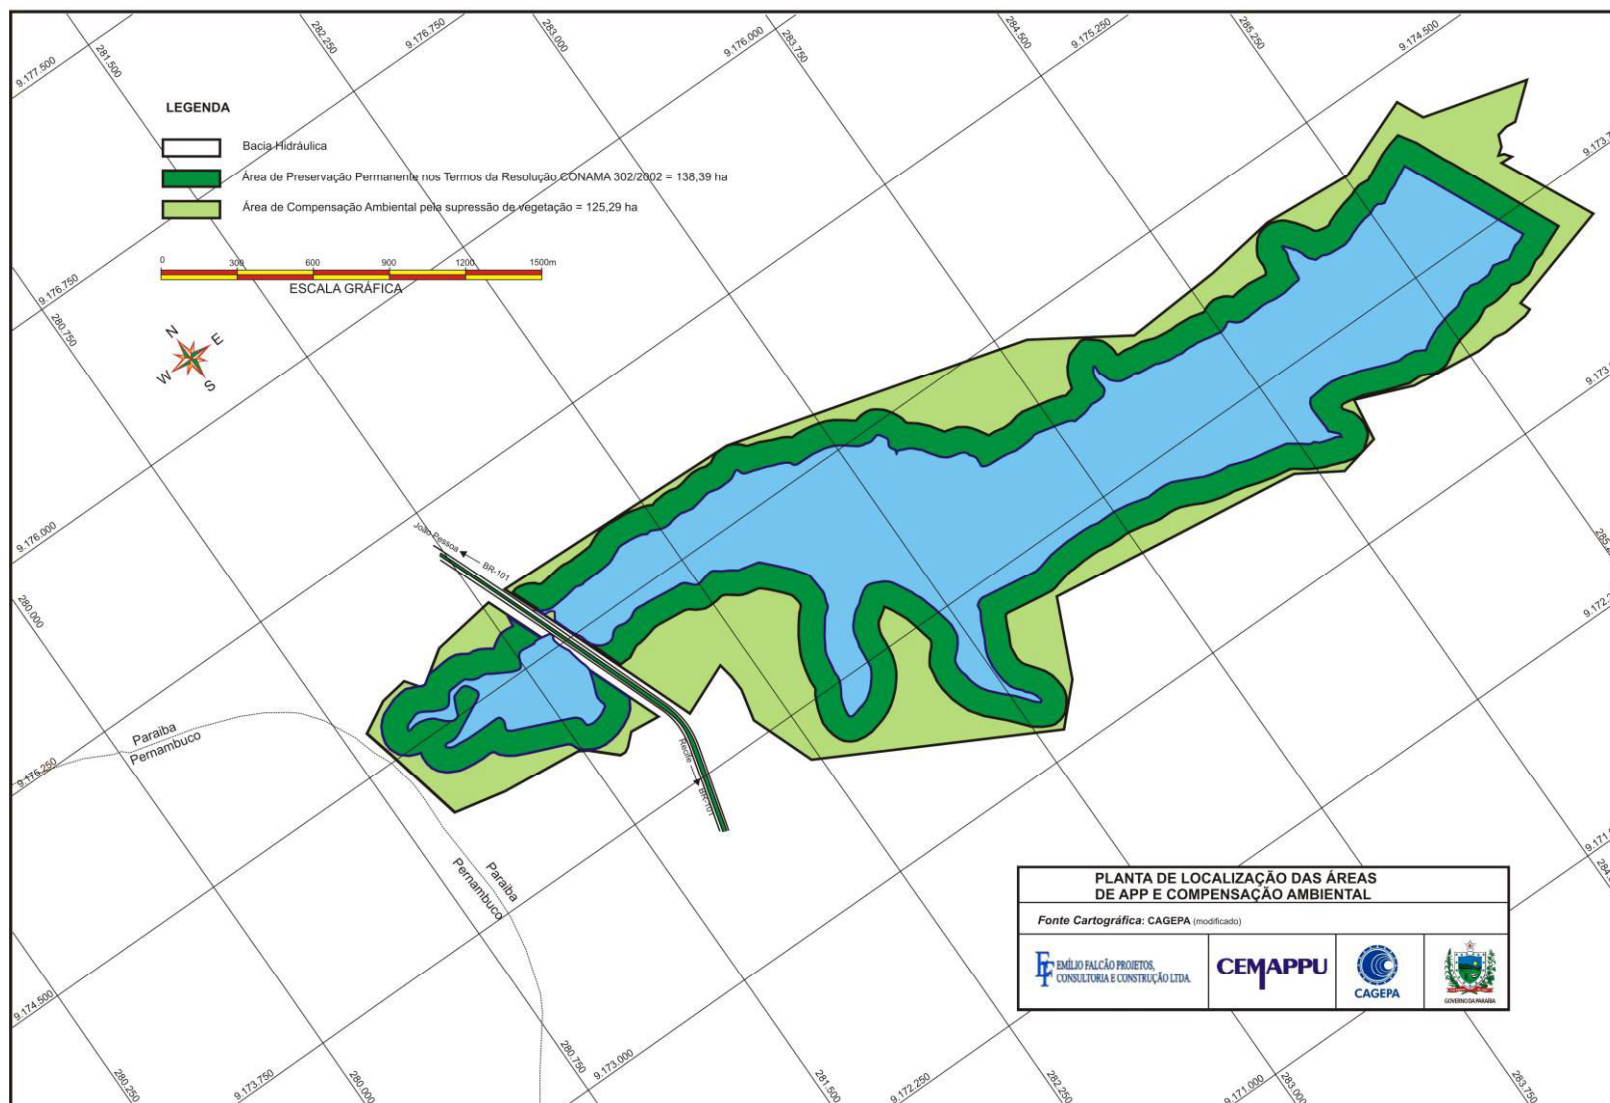 9.177.500
281.500
282.250
9.176.750
283.000
9.176.000
283.750
284.500
9.175.250
285.250
9.174.500
LEGENDA
Bacia Hidráulica
Área de Preservação Permanente nos Termos da Resolução CONAMA 302/2002 = 138,39 ha
Área de Compensação Ambiental pela supressão de vegetação = 125,29 ha
0 300 600 900 1200 1500m
ESCALA GRÁFICA
9.176.750
280.750
N
E
W
S
9.176.000
280.000
João Pessoa
BR-101
Paraiba
Pernambuco
9.176.250
Recife
BR-101
Paraiba
Pernambuco
9.174.500
280.250
9.173.750
280.000
280.750
9.173.000
281.500
9.172.250
282.250
9.171.000
283.000
283.750
PLANTA DE LOCALIZAÇÃO DAS ÁREAS
DE APP E COMPENSAÇÃO AMBIENTAL
Fonte Cartográfica: CAGEPA (modificado)
EF EMÍLIO FALCÃO PROJETOS,
CONSULTORIA E CONSTRUÇÃO LTDA.
CEMAPPU
CAGEPA
GOVERNO DA PARAÍBA